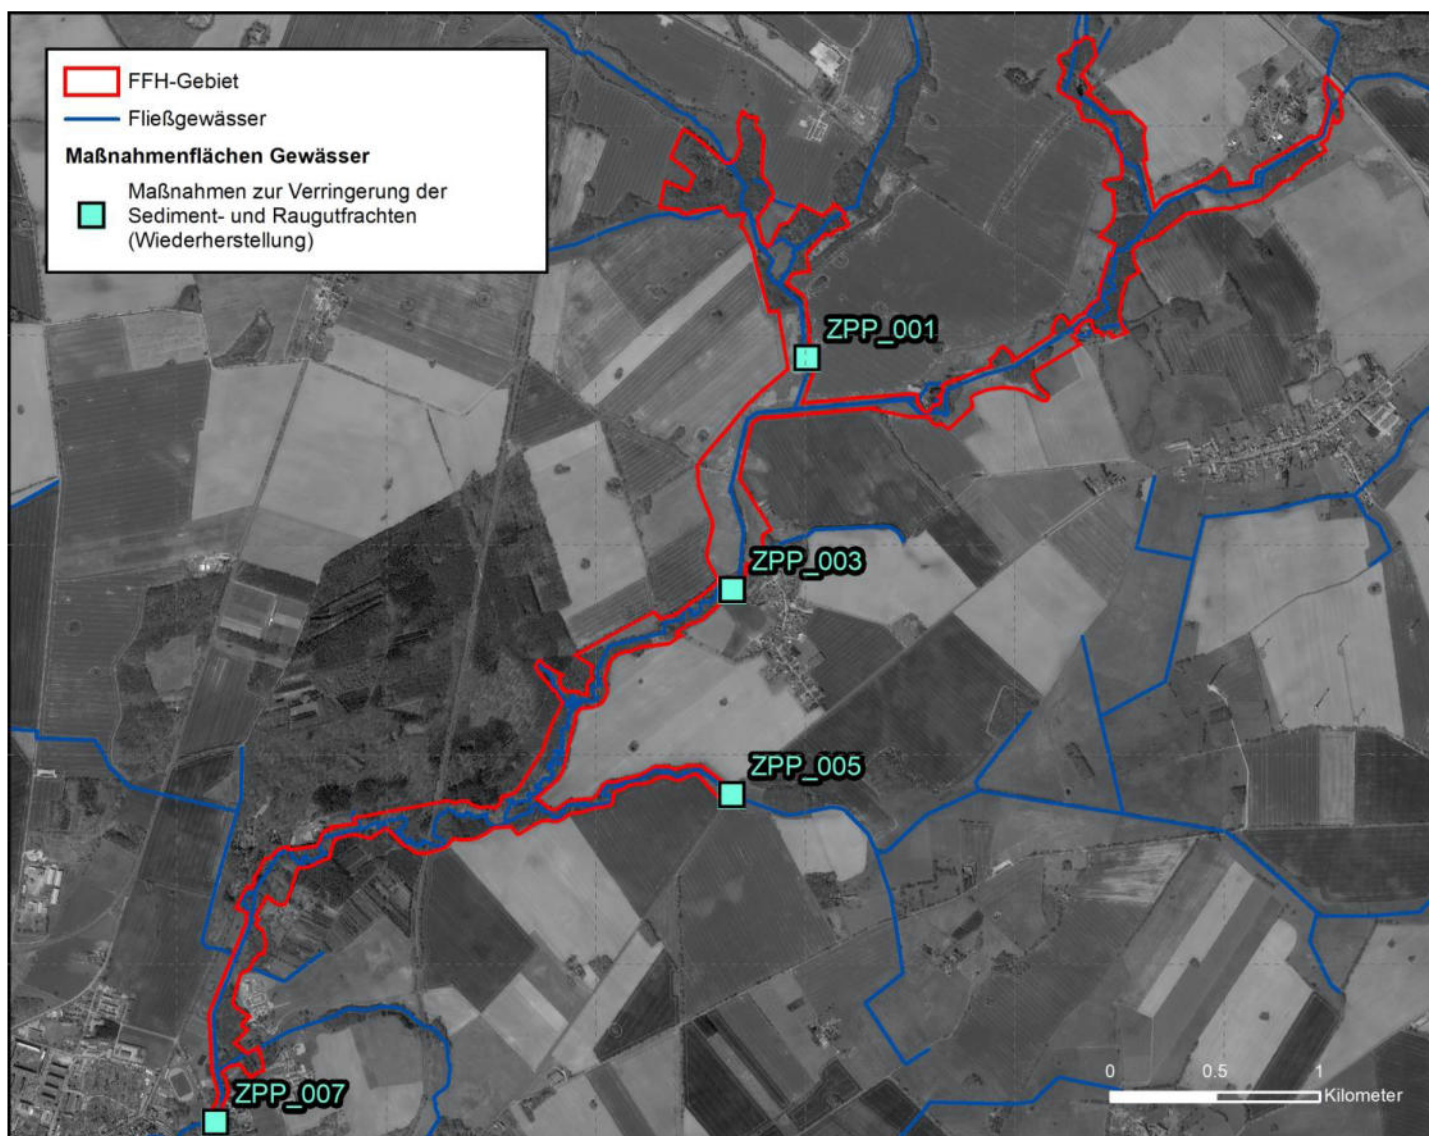 FFH-Gebiet
Fließgewässer
Maßnahmenflächen Gewässer
Maßnahmen zur Verringerung der
Sediment- und Raugutfrachten
(Wiederherstellung)
ZPP_001
ZPP_003
ZPP_005
ZPP_007
0 0.5 1
Kilometer